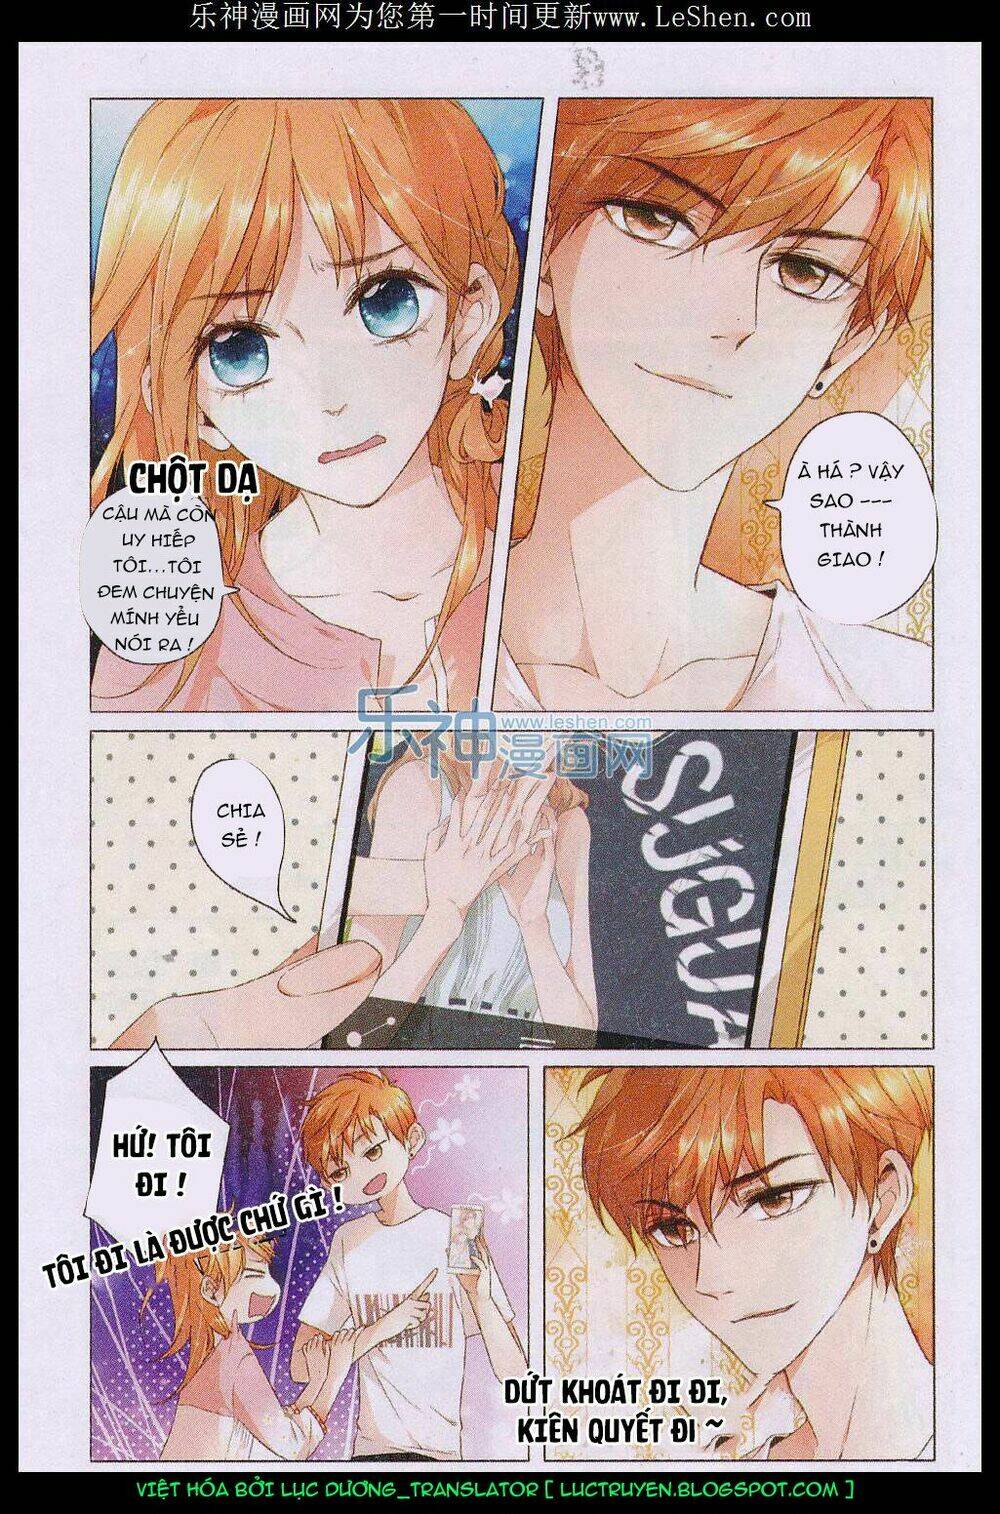 乐神漫画网为您第一时间更新www.LeShen.com
CHỘT DẠ
CẬU MÀ CÒN
UY HIẾP
TÔI...TÔI
ĐEM CHUYỆN
MÍNH YỂU
NÓI RA!
À HÁ? VẬY
SAO ---
THÀNH
GIAO!
乐神漫画网
www.leshen.com
CHIA
SẺ!
SIJGUA
HỨ! TÔI
ĐI!
TÔI ĐI LÀ ĐƯỢC CHỨ GÌ!
DỨT KHOÁT ĐI ĐI,
KIÊN QUYẾT ĐI ~
VIỆT HÓA BỞI LỤC DƯƠNG_TRANSLATOR [ LUCTRUYEN.BLOGSPOT.COM ]